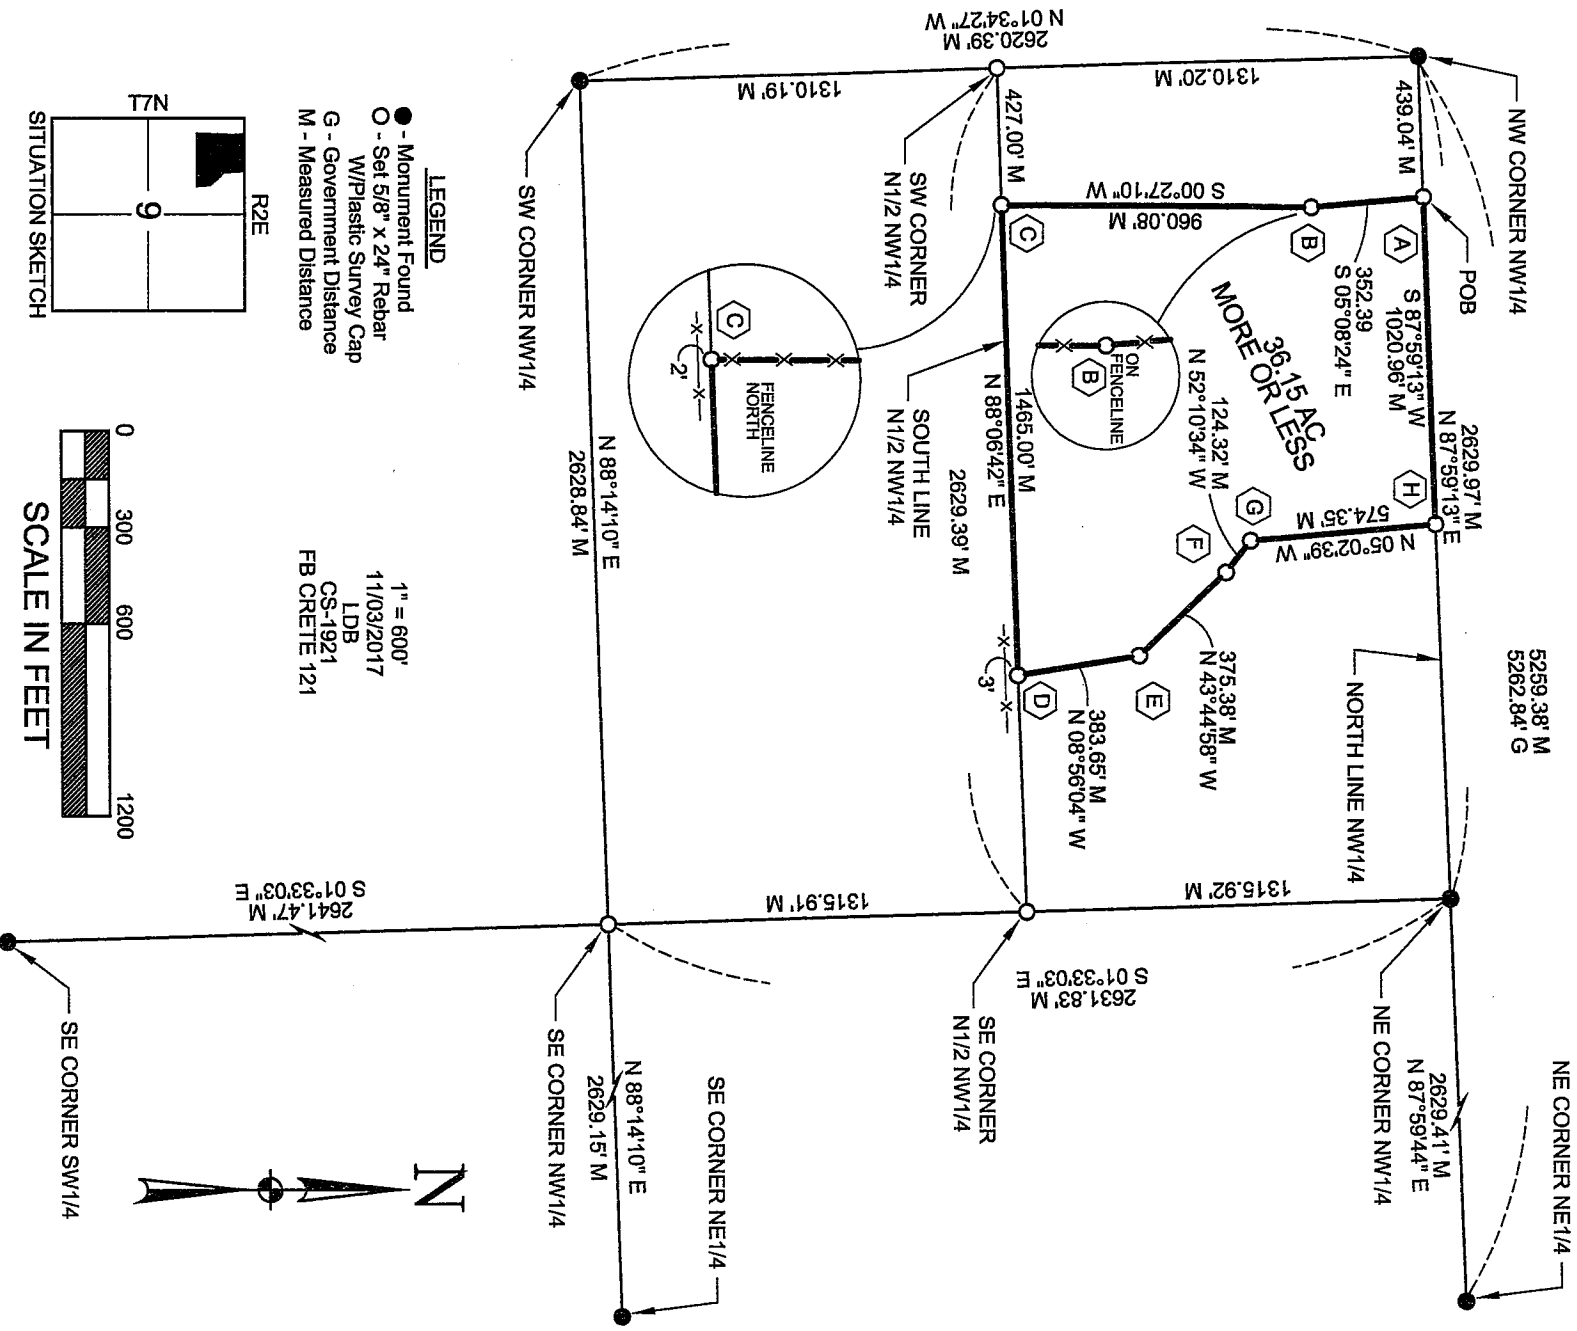 NW CORNER NW1/4
POB
439.04' M
S 87°59'13" W
1020.96' M
2629.97' M
N 87°59'13" E
5259.38' M
5262.84' G
NORTH LINE NW1/4
NE CORNER NW1/4
2629.41' M
N 87°59'44" E
NE CORNER NE1/4
N 01°34'27" W
2620.39' M
1310.20' M
1310.19' M
A
352.39
S 05°08'24" E
B
S 00°27'10" W
960.08' M
C
427.00' M
SW CORNER
N1/2 NW1/4
36.15 AC
MORE OR LESS
ON
FENCELINE
B
H
N 05°02'39" W
574.35' M
G
124.32' M
N 52°10'34" W
F
375.38' M
N 43°44'58" W
E
383.65' M
N 08°56'04" W
D
3'
1465.00' M
N 88°06'42" E
2629.39' M
SOUTH LINE
N1/2 NW1/4
1315.92' M
2631.83' M
S 01°33'03" E
SE CORNER
N1/2 NW1/4
1315.91' M
C
2'
FENCELINE
NORTH
SW CORNER NW1/4
N 88°14'10" E
2628.84' M
SE CORNER NW1/4
N 88°14'10" E
2629.15' M
SE CORNER NE1/4
2641.47' M
S 01°33'03" E
SE CORNER SW1/4
LEGEND
- Monument Found
O - Set 5/8" x 24" Rebar
W/Plastic Survey Cap
G - Government Distance
M - Measured Distance
R2E
T7N
9
SITUATION SKETCH
1" = 600'
11/03/2017
LDB
CS-1921
FB CRETE 121
0 300 600 1200
SCALE IN FEET
N